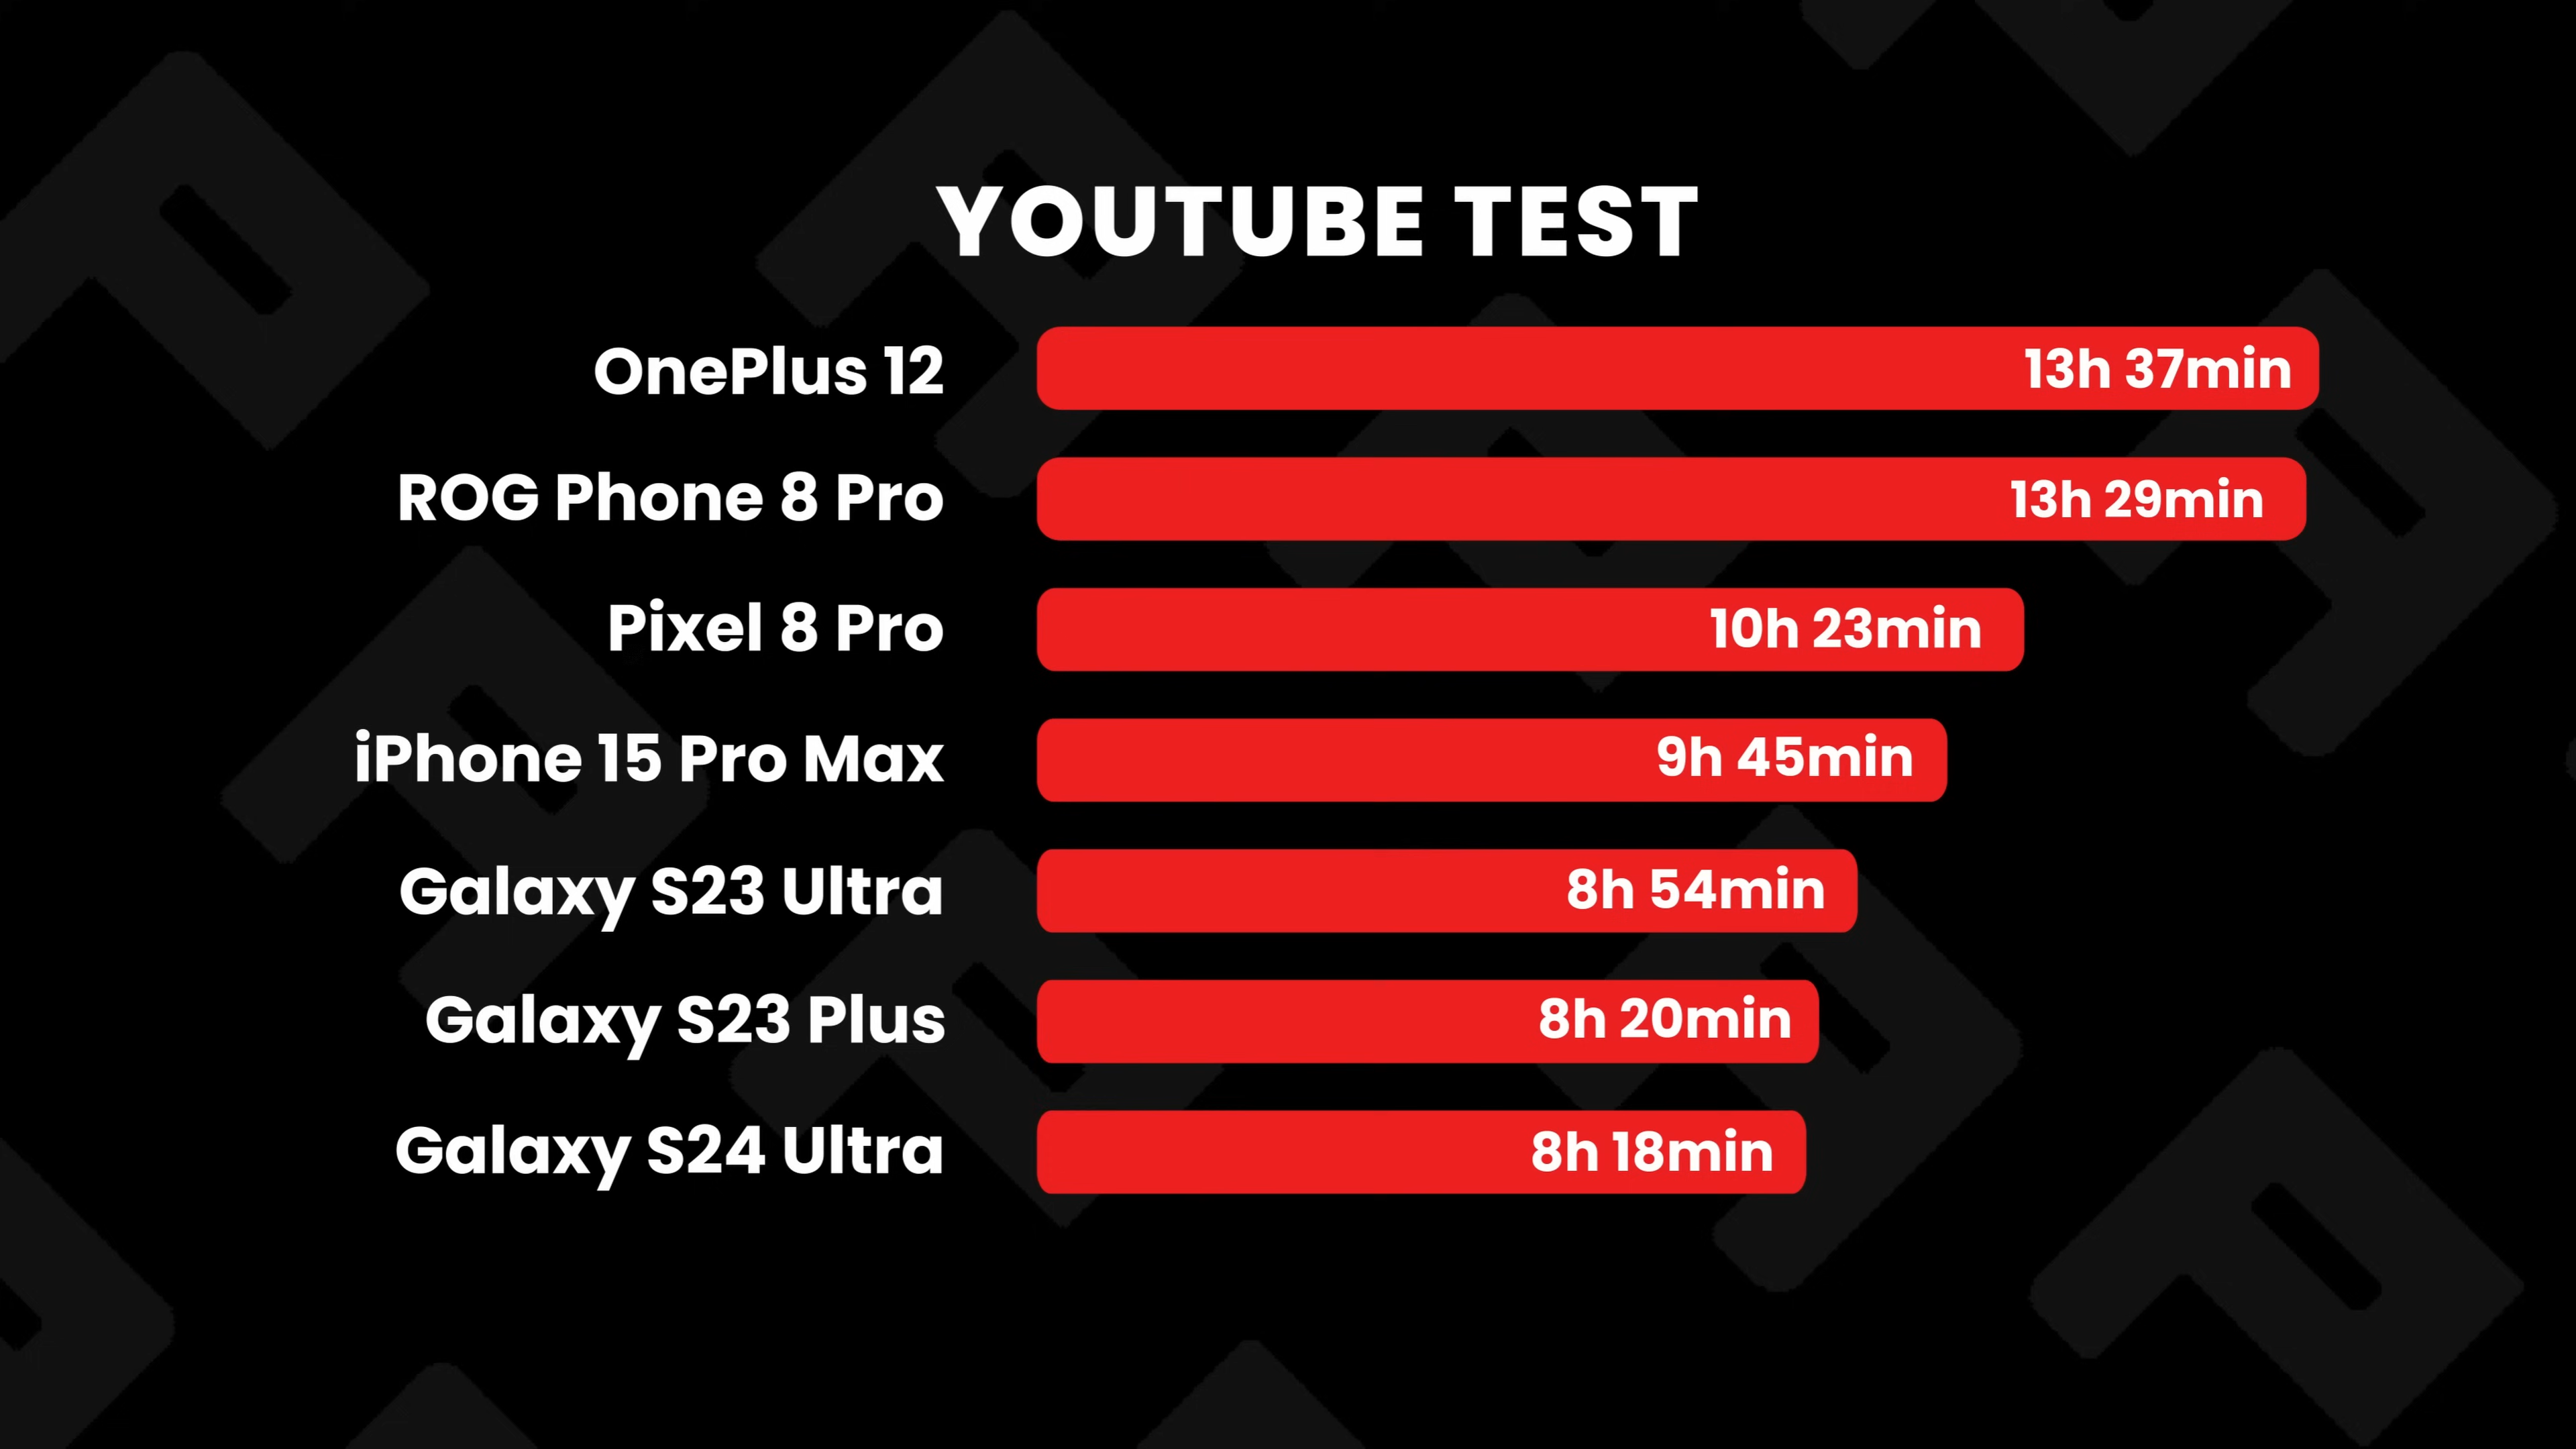 YOUTUBE TEST
OnePlus 12 13h 37min
ROG Phone 8 Pro 13h 29min
Pixel 8 Pro 10h 23min
iPhone 15 Pro Max 9h 45min
Galaxy S23 Ultra 8h 54min
Galaxy S23 Plus 8h 20min
Galaxy S24 Ultra 8h 18min